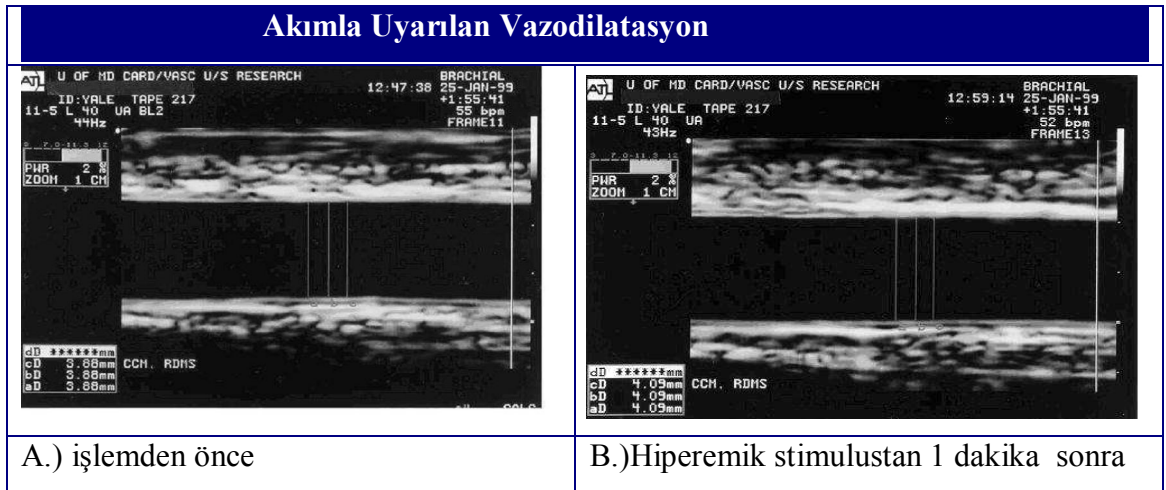 Akımla Uyarılan Vazodilatasyon
ATL U OF MD CARD/VASC U/S RESEARCH BRACHIAL
12:47:38 25-JAN-99
ID:YALE TAPE 217 +1:55:41
11-5 L 40 UA BL2 55 bpm
44Hz FRAME11
PWR 2 %
ZOOM 1 CM
dD ******mm
cD 3.88mm CCM, RDMS
bD 3.88mm
aD 3.88mm
ATL U OF MD CARD/VASC U/S RESEARCH BRACHIAL
12:59:14 25-JAN-99
ID:YALE TAPE 217 +1:55:41
11-5 L 40 UA 52 bpm
43Hz FRAME13
PWR 2 %
ZOOM 1 CM
dD ******mm
cD 4.09mm CCM, RDMS
bD 4.09mm
aD 4.09mm
A.) işlemden önce
B.)Hiperemik stimulustan 1 dakika sonra